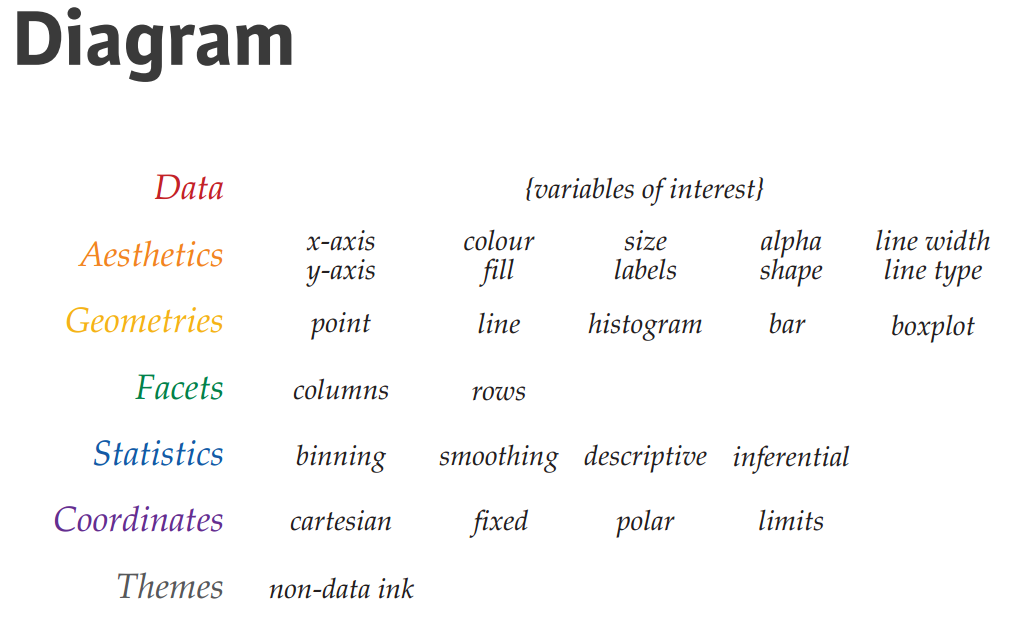 Diagram
Data {variables of interest}
Aesthetics x-axis colour size alpha line width
y-axis fill labels shape line type
Geometries point line histogram bar boxplot
Facets columns rows
Statistics binning smoothing descriptive inferential
Coordinates cartesian fixed polar limits
Themes non-data ink